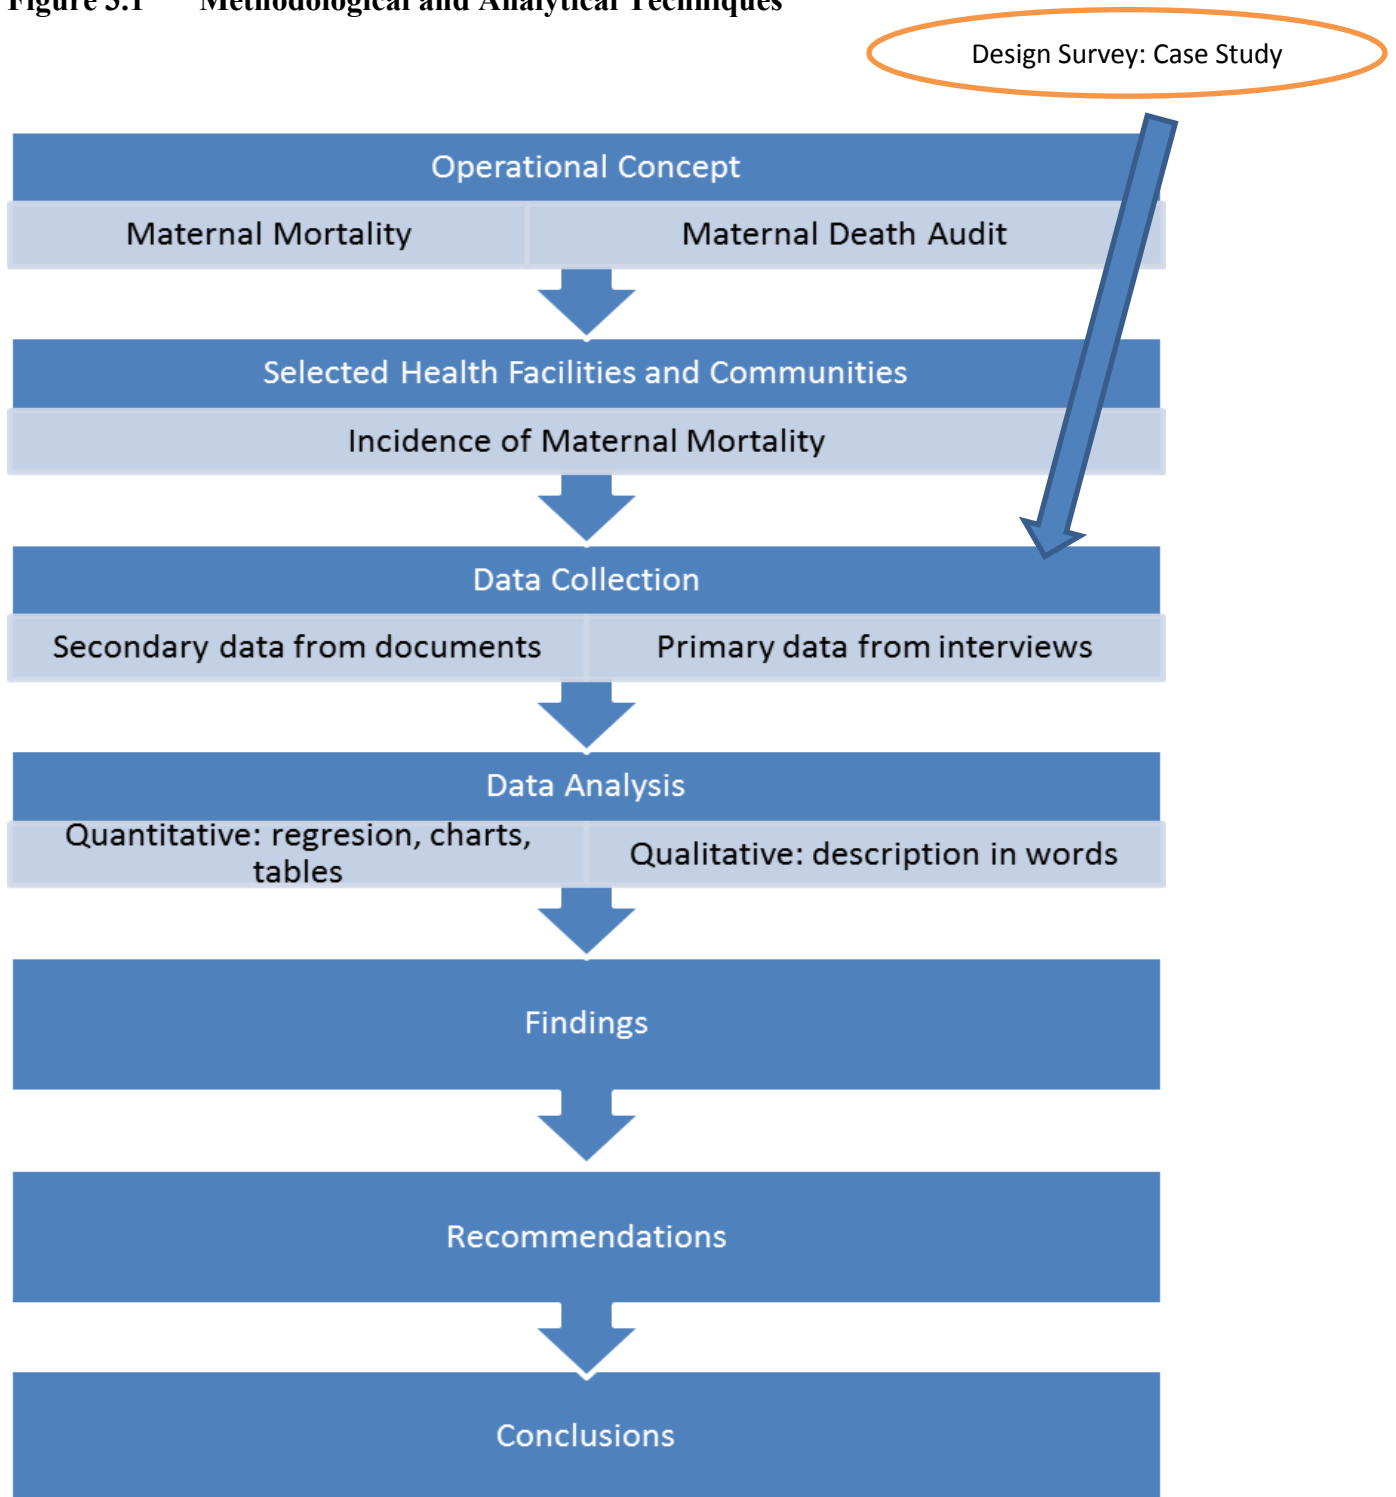 Figure 3.1 Methodological and Analytical Techniques
Design Survey: Case Study
Operational Concept
Maternal Mortality
Maternal Death Audit
Selected Health Facilities and Communities
Incidence of Maternal Mortality
Data Collection
Secondary data from documents
Primary data from interviews
Data Analysis
Quantitative: regresion, charts,
tables
Qualitative: description in words
Findings
Recommendations
Conclusions